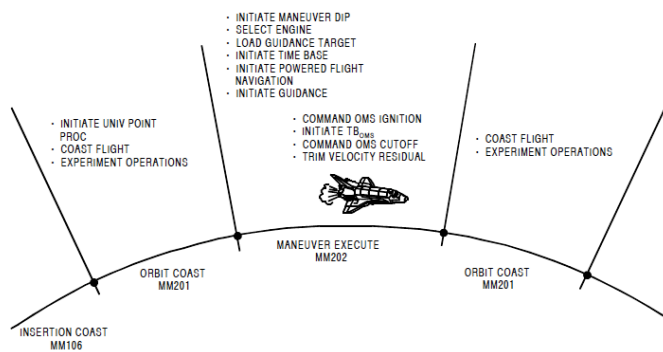 · INITIATE MANEUVER DIP
· SELECT ENGINE
· LOAD GUIDANCE TARGET
· INITIATE TIME BASE
· INITIATE POWERED FLIGHT
NAVIGATION
· INITIATE GUIDANCE
· INITIATE UNIV POINT
PROC
· COAST FLIGHT
· EXPERIMENT OPERATIONS
· COMMAND OMS IGNITION
· INITIATE TBOMS
· COMMAND OMS CUTOFF
· TRIM VELOCITY RESIDUAL
· COAST FLIGHT
· EXPERIMENT OPERATIONS
INSERTION COAST
MM106
ORBIT COAST
MM201
MANEUVER EXECUTE
MM202
ORBIT COAST
MM201